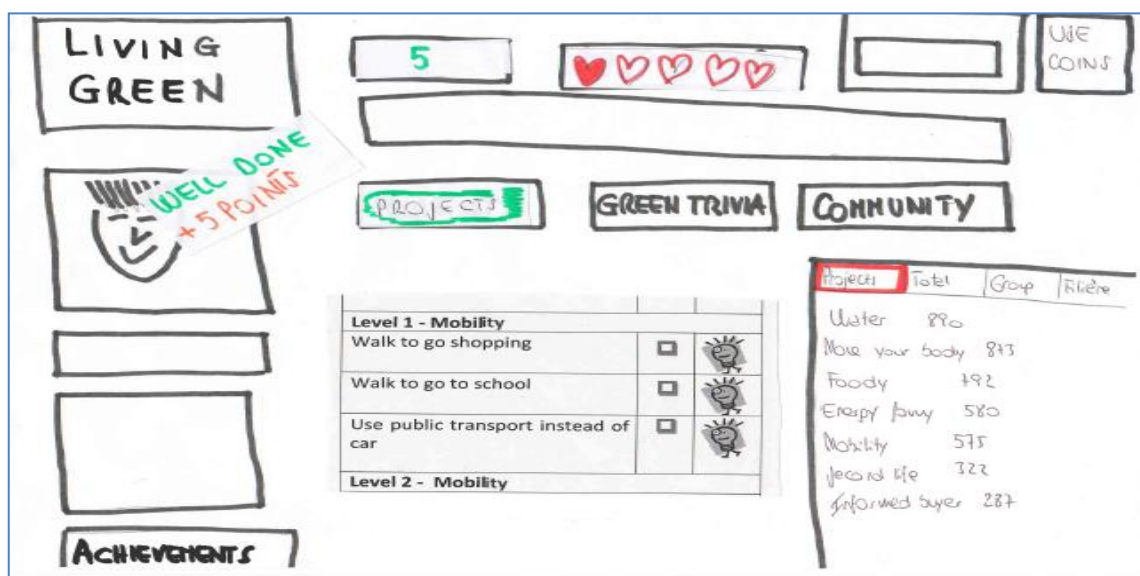 LIVING
GREEN
5
USE
COINS
WELL DONE
+ 5 POINTS
PROJECTS
GREEN TRIVIA
COMMUNITY
Projects Total Group Filière
Water 890
Move your body
Foody 792
Energy 580
Mobility 575
Second life 322
Informed buyer 287
Level 1 - Mobility
Walk to go shopping
Walk to go to school
Use public transport instead of
car
Level 2 - Mobility
ACHIEVEMENTS